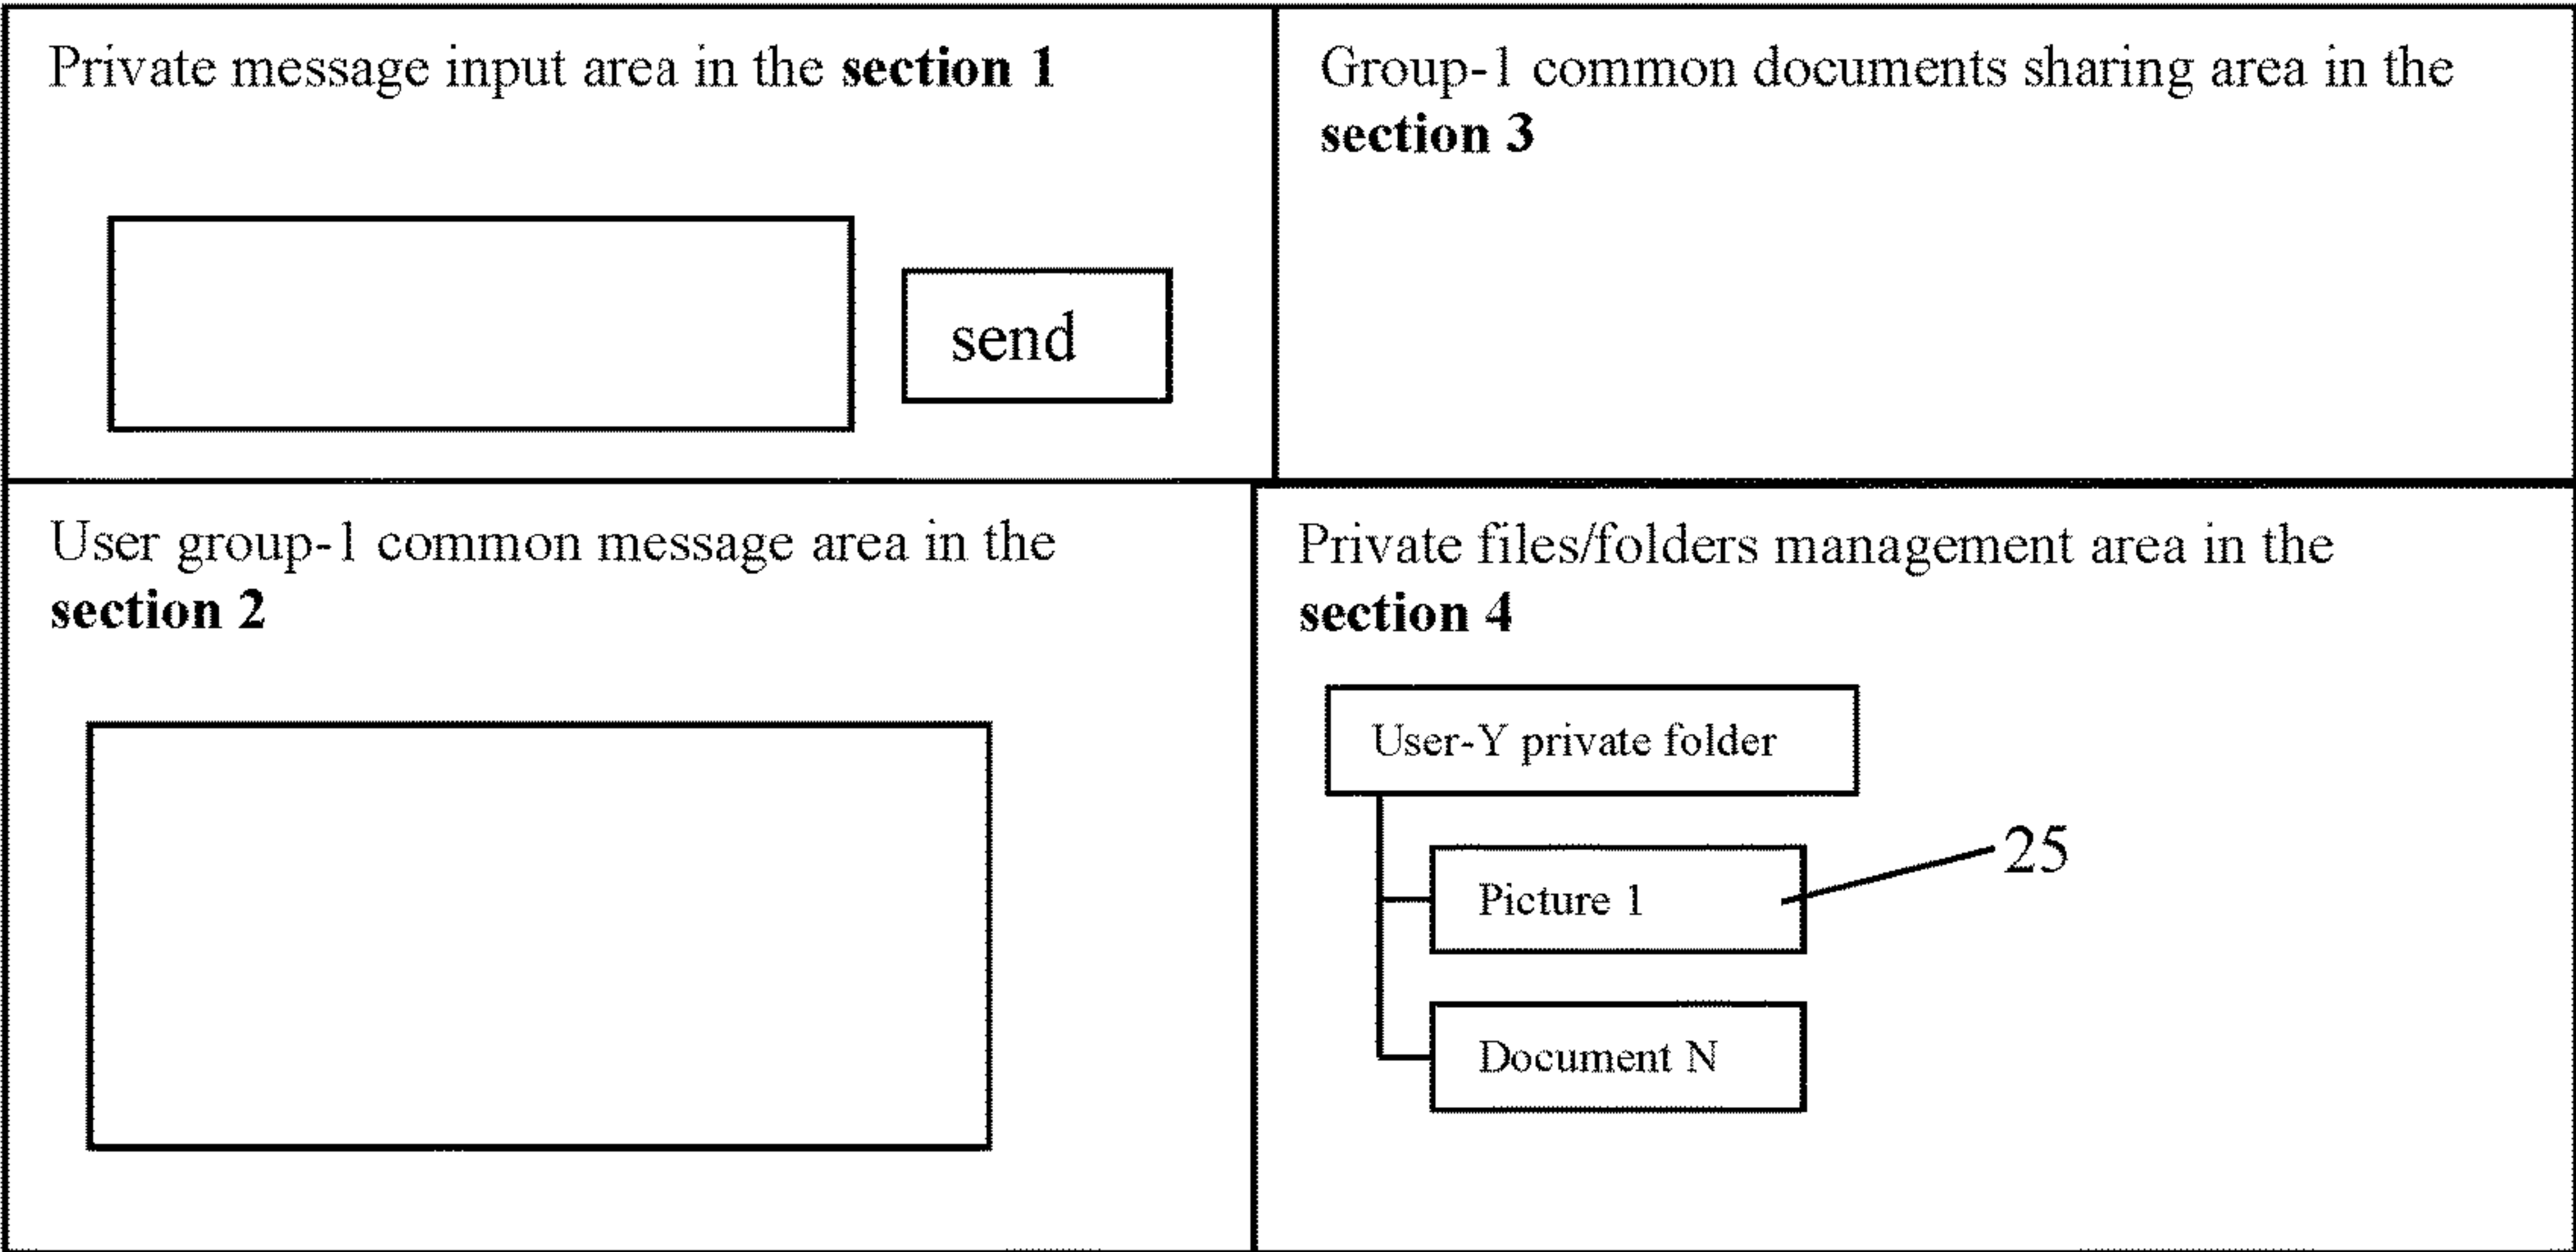 Private message input area in the section 1
send
Group-1 common documents sharing area in the
section 3
User group-1 common message area in the
section 2
Private files/folders management area in the
section 4
User-Y private folder
25
Picture 1
Document N